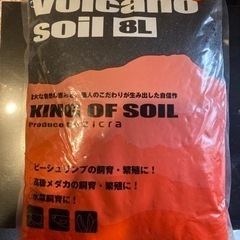 volcano
soil 8L
KING OF SOIL
ビーシュリンプの飼育・繁殖に！
高級メダカの飼育・繁殖に！
水草飼育に！